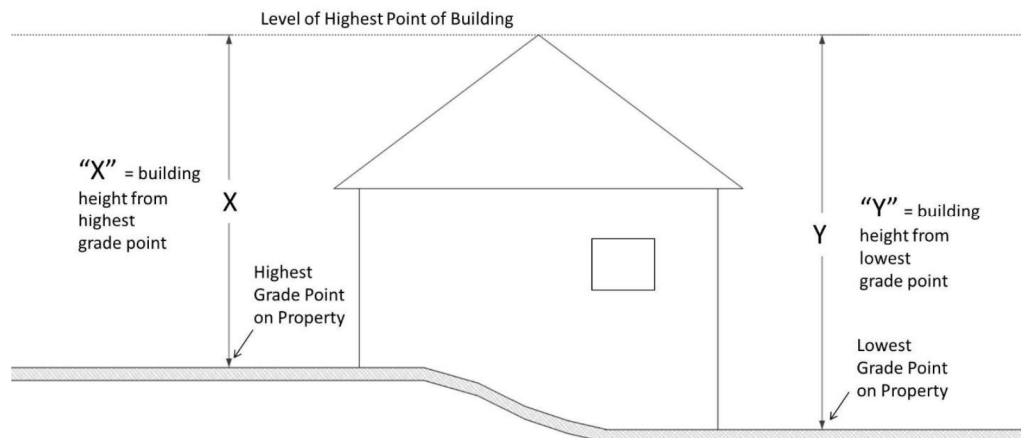 Level of Highest Point of Building
“X” = building
height from
highest
grade point
X
Highest
Grade Point
on Property
Y
“Y” = building
height from
lowest
grade point
Lowest
Grade Point
on Property